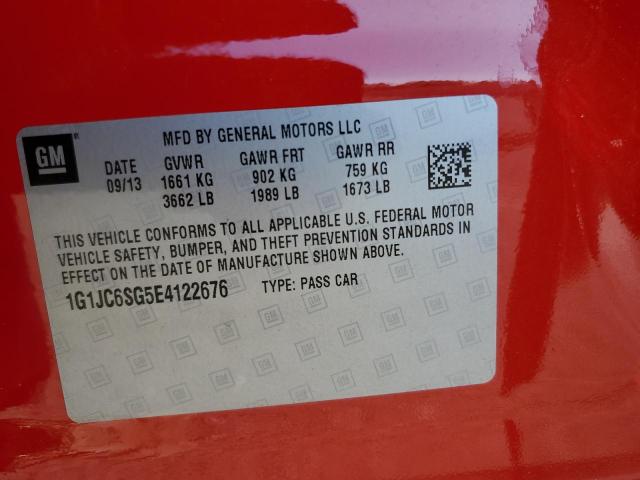 GM
MFD BY GENERAL MOTORS LLC
DATE GVWR GAWR FRT GAWR RR
09/13 1661 KG 902 KG 759 KG
3662 LB 1989 LB 1673 LB
THIS VEHICLE CONFORMS TO ALL APPLICABLE U.S. FEDERAL MOTOR
VEHICLE SAFETY, BUMPER, AND THEFT PREVENTION STANDARDS IN
EFFECT ON THE DATE OF MANUFACTURE SHOWN ABOVE.
1G1JC6SG5E4122676 TYPE: PASS CAR